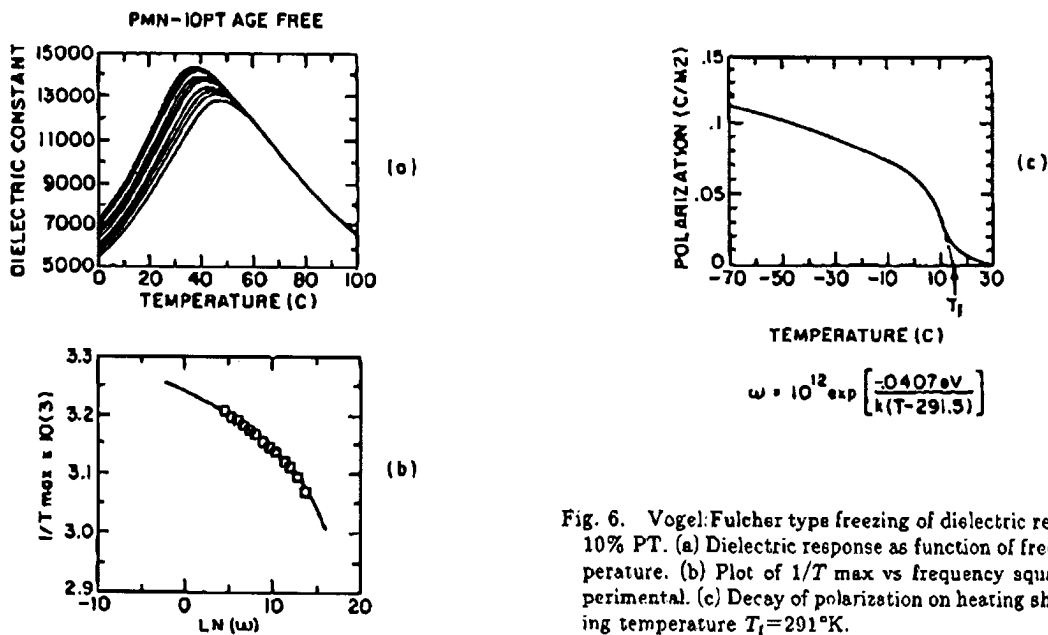 PMN-10PT AGE FREE
DIELECTRIC CONSTANT
15000
13000
11000
9000
7000
5000
0 20 40 60 80 100
TEMPERATURE (C)
(a)
1/T max x 10(3)
3.3
3.2
3.1
3.0
2.9
-10 0 10 20
LN (ω)
(b)
POLARIZATION (C/M2)
.15
.1
.05
0
-70 -50 -30 -10 10 30
T_f
TEMPERATURE (C)
(c)
ω = 10^12 exp [-.0407 eV / k(T-291.5)]
Fig. 6. Vogel:Fulcher type freezing of dielectric re
10% PT. (a) Dielectric response as function of fre
perature. (b) Plot of 1/T max vs frequency squa
perimental. (c) Decay of polarization on heating sh
ing temperature T_f=291°K.